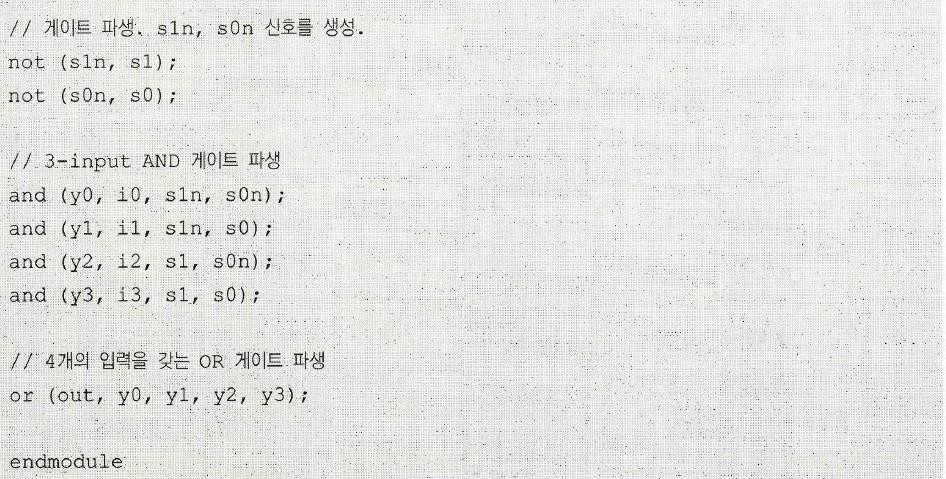 // 게이트 파생. s1n, s0n 신호를 생성.
not (s1n, s1);
not (s0n, s0);
// 3-input AND 게이트 파생
and (y0, i0, s1n, s0n);
and (y1, i1, s1n, s0);
and (y2, i2, s1, s0n);
and (y3, i3, s1, s0);
// 4개의 입력을 갖는 OR 게이트 파생
or (out, y0, y1, y2, y3);
endmodule